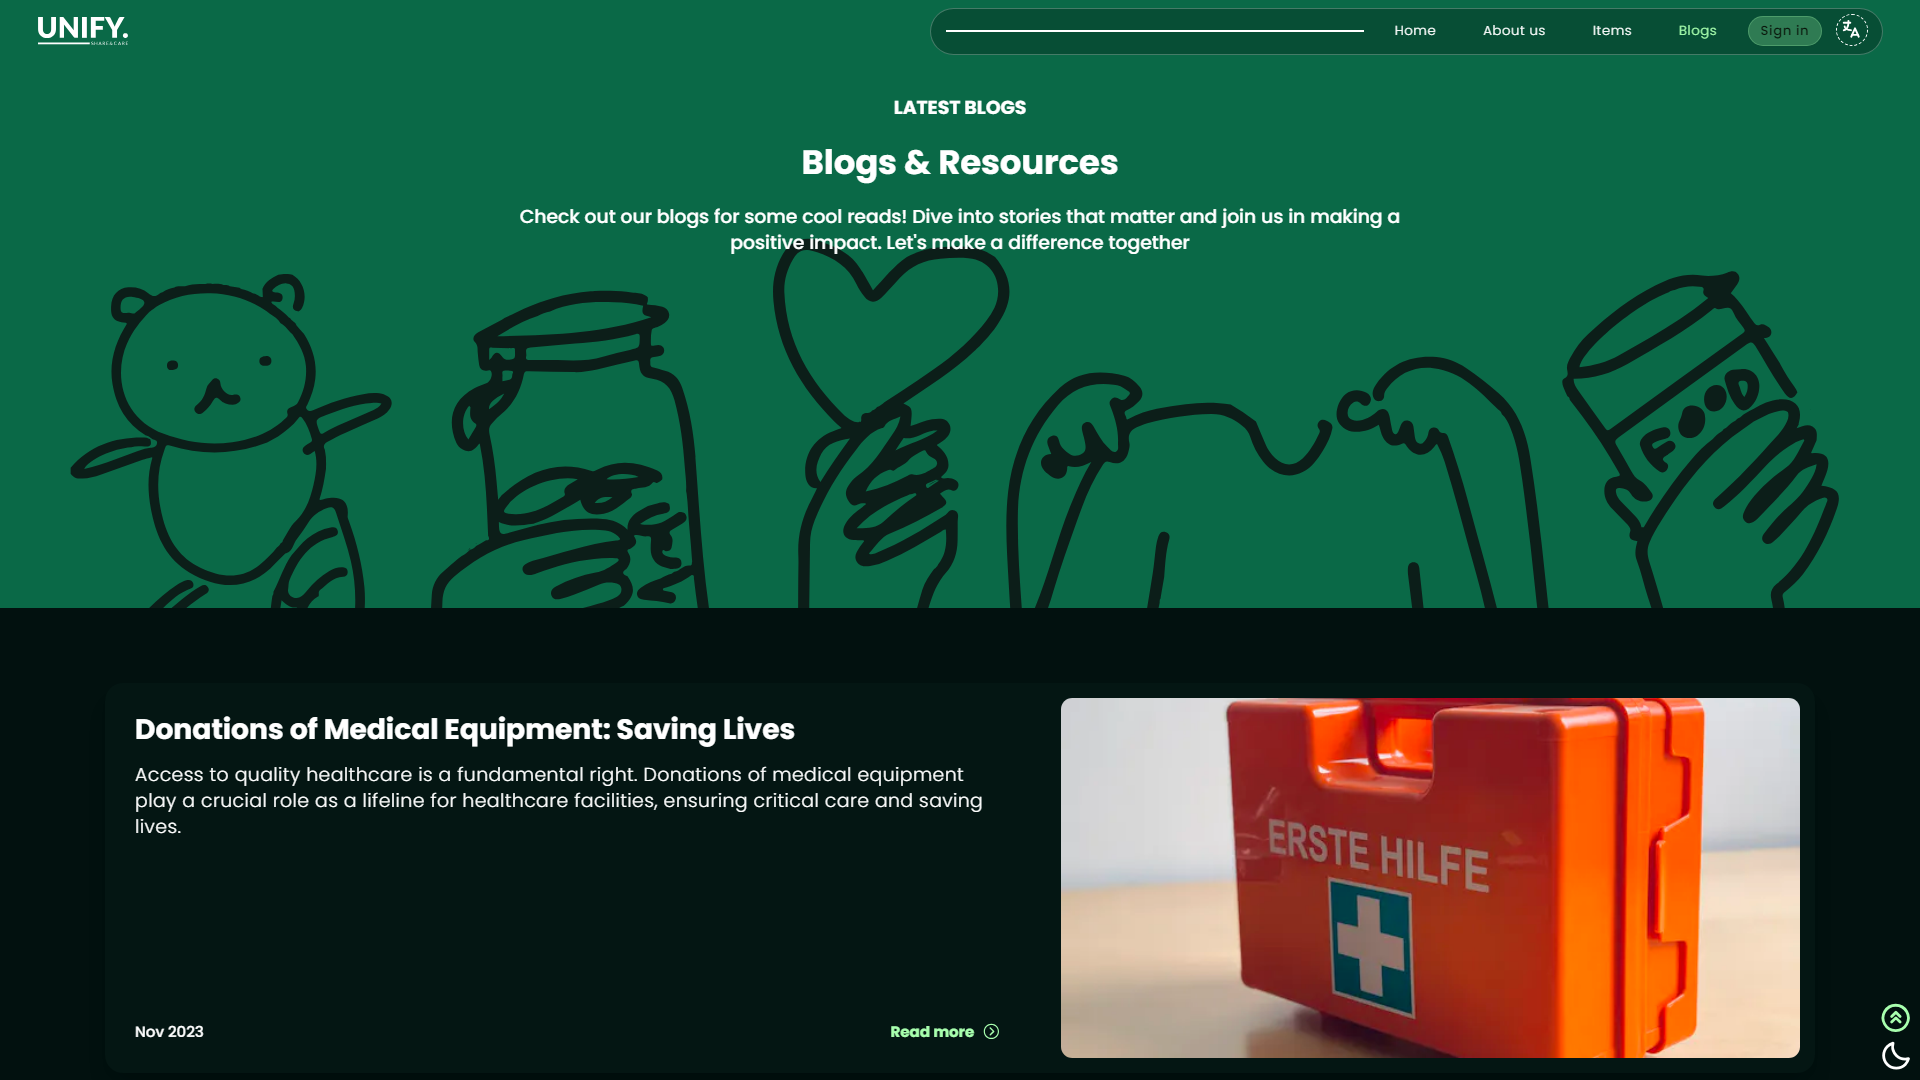 UNIFY.
SHARE&CARE
Home
About us
Items
Blogs
Sign in
LATEST BLOGS
Blogs & Resources
Check out our blogs for some cool reads! Dive into stories that matter and join us in making a
positive impact. Let's make a difference together
FOOD
Donations of Medical Equipment: Saving Lives
Access to quality healthcare is a fundamental right. Donations of medical equipment
play a crucial role as a lifeline for healthcare facilities, ensuring critical care and saving
lives.
ERSTE HILFE
Nov 2023
Read more